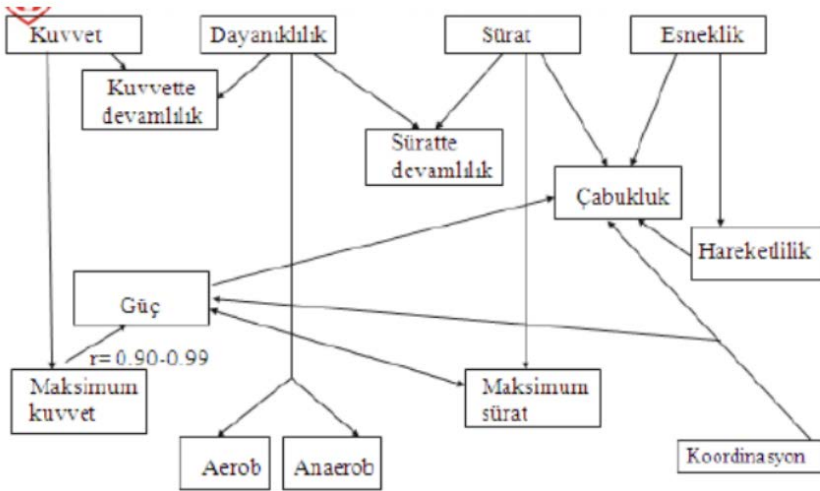 Kuvvet
Dayanıklılık
Sürat
Esneklik
Kuvvette
devamlılık
Süratte
devamlılık
Çabukluk
Hareketlilik
Güç
r= 0.90-0.99
Maksimum
kuvvet
Maksimum
sürat
Aerob
Anaerob
Koordinasyon